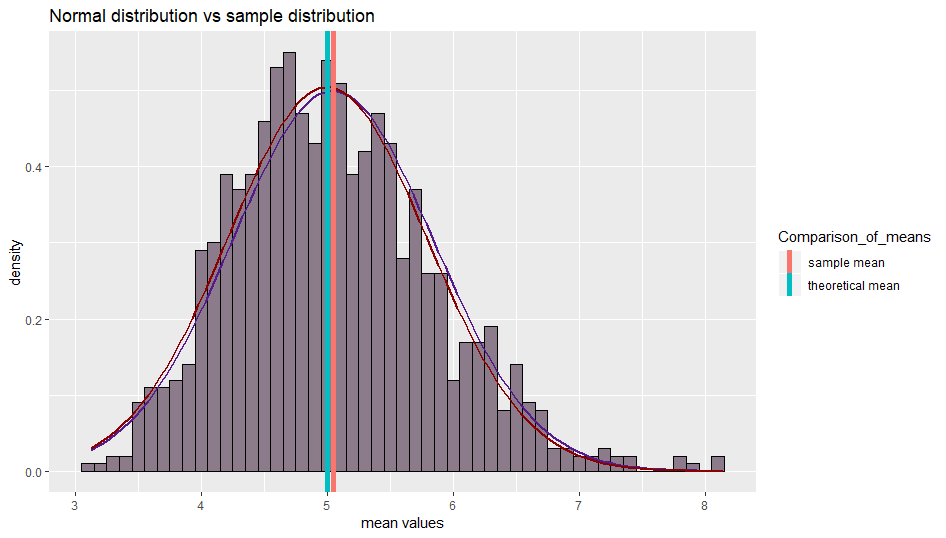 Normal distribution vs sample distribution
density
0.4
0.2
0.0
3 4 5 6 7 8
mean values
Comparison_of_means
sample mean
theoretical mean